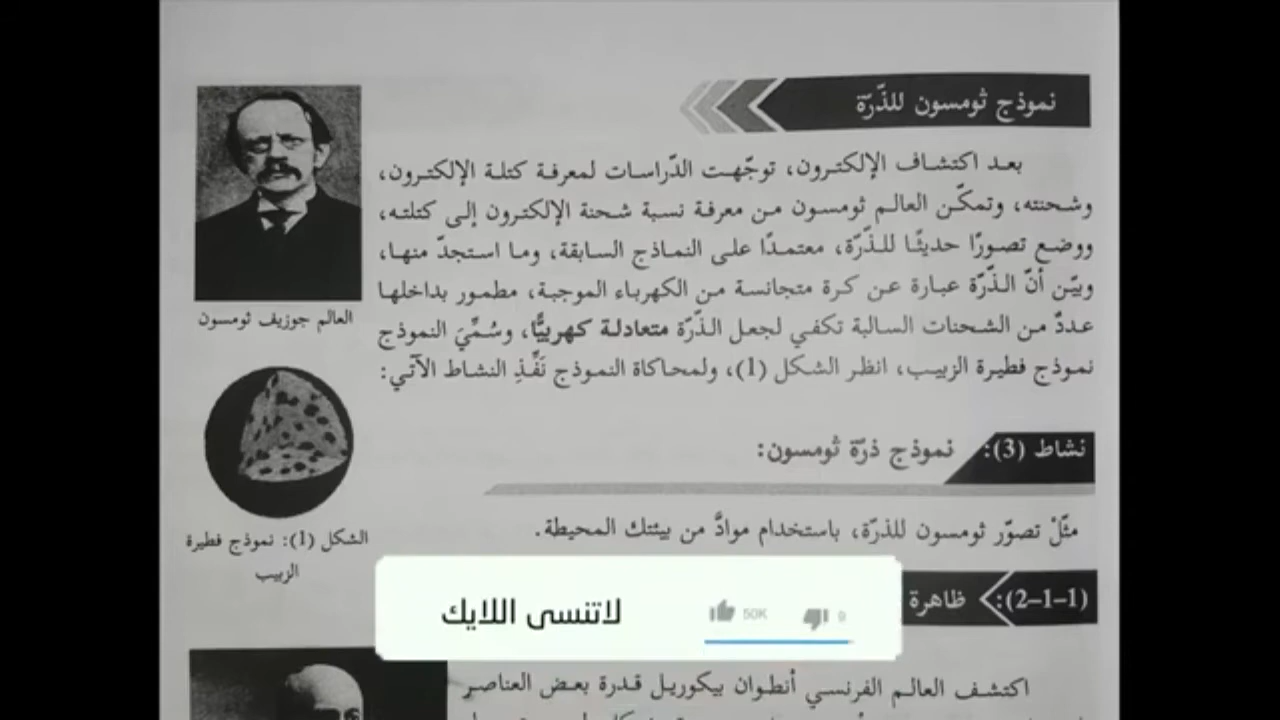 نموذج ثومسون للذّرّة
بعد اكتشاف الإلكترون، توجّهت الدّراسات لمعرفة كتلة الإلكترون،
وشحنته، وتمكّن العالم ثومسون من معرفة نسبة شحنة الإلكترون إلى كتلته،
ووضع تصورًا حديثًا للذّرّة، معتمدًا على النماذج السابقة، وما استجدّ منها،
وبيّن أنّ الذّرّة عبارة عن كرة متجانسة من الكهرباء الموجبة، مطمور بداخلها
عددٌ من الشحنات السالبة تكفي لجعل الذّرّة متعادلة كهربيًّا، وسُمِّيَ النموذج
نموذج فطيرة الزبيب، انظر الشكل (1)، ولمحاكاة النموذج نَفِّذِ النشاط الآتي:
العالم جوزيف ثومسون
الشكل (1): نموذج فطيرة
الزبيب
نشاط (3): نموذج ذرّة ثومسون:
مثّلْ تصوّر ثومسون للذّرّة، باستخدام موادَّ من بيئتك المحيطة.
(1-1-2): ظاهرة
لاتنسى اللايك 50K 9
اكتشف العالم الفرنسي أنطوان بيكوريل قدرة بعض العناصر